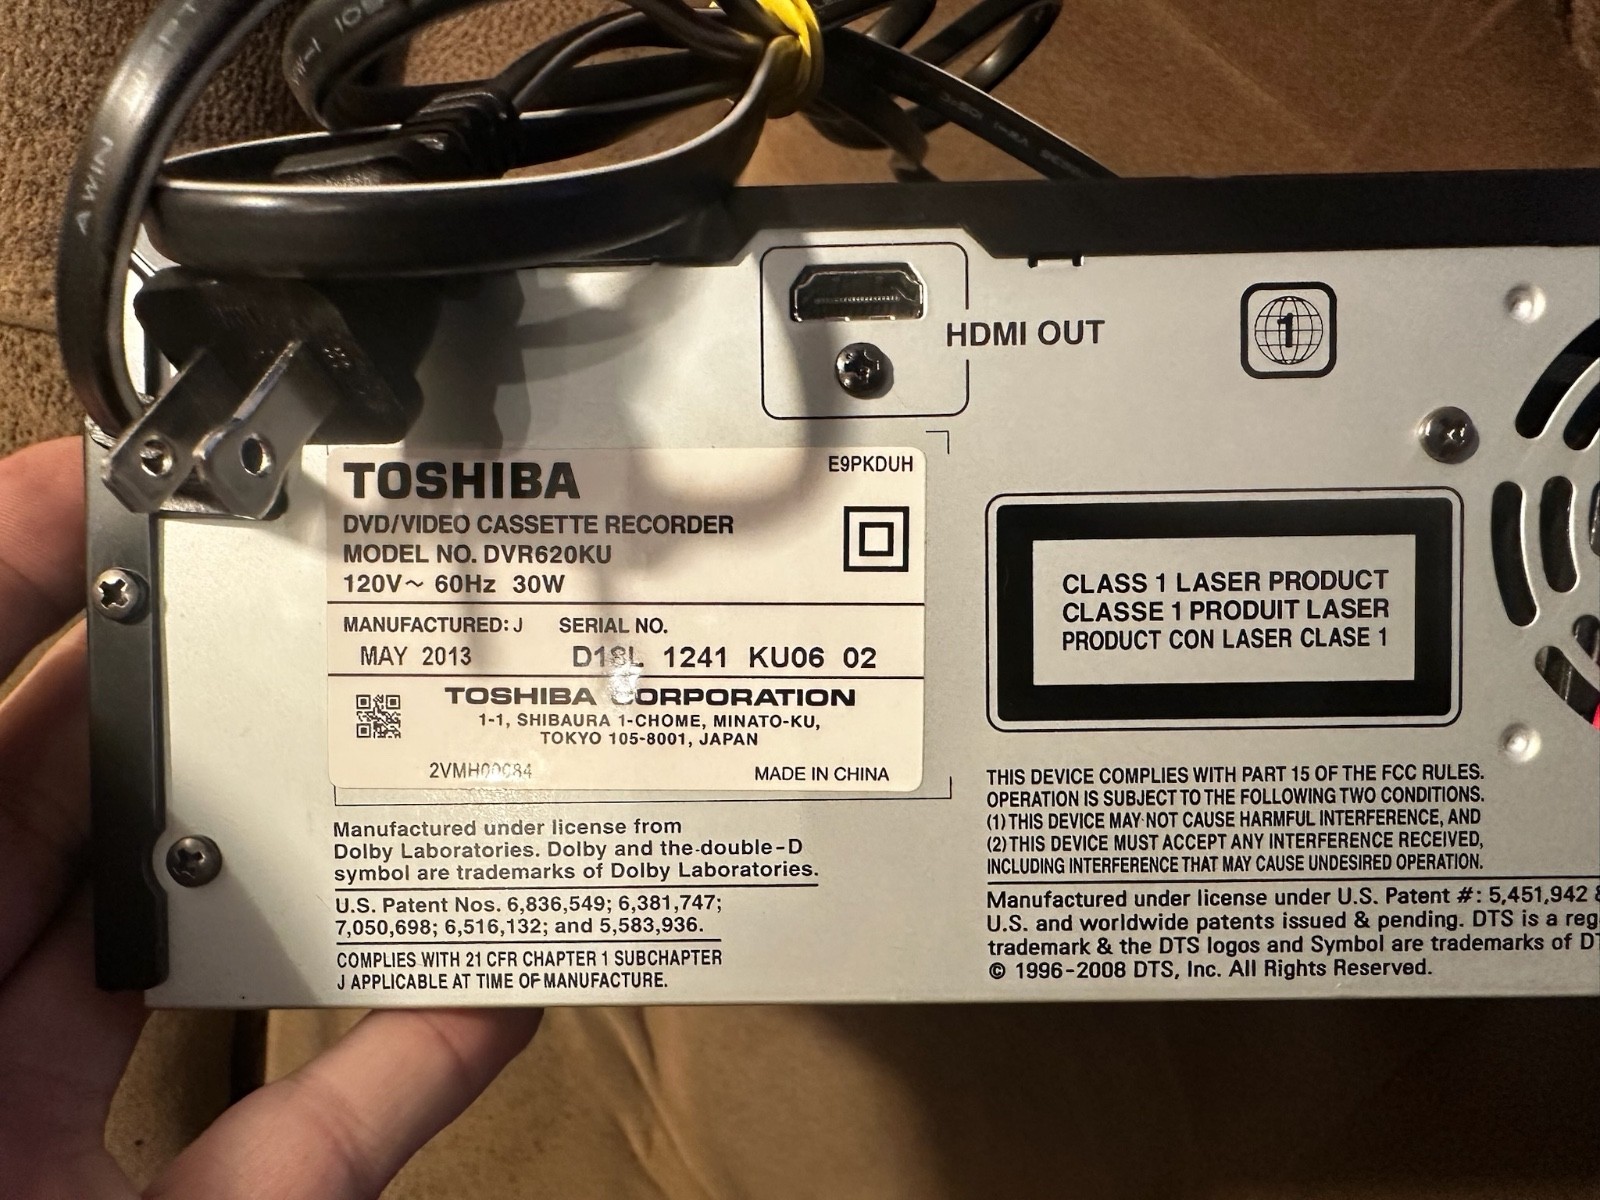 AWIN
HDMI OUT
1
TOSHIBA
E9PKDUH
DVD/VIDEO CASSETTE RECORDER
MODEL NO. DVR620KU
120V~ 60Hz 30W
MANUFACTURED: J SERIAL NO.
MAY 2013 D18L 1241 KU06 02
TOSHIBA CORPORATION
1-1, SHIBAURA 1-CHOME, MINATO-KU,
TOKYO 105-8001, JAPAN
MADE IN CHINA
Manufactured under license from
Dolby Laboratories. Dolby and the double-D
symbol are trademarks of Dolby Laboratories.
U.S. Patent Nos. 6,836,549; 6,381,747;
7,050,698; 6,516,132; and 5,583,936.
COMPLIES WITH 21 CFR CHAPTER 1 SUBCHAPTER
J APPLICABLE AT TIME OF MANUFACTURE.
CLASS 1 LASER PRODUCT
CLASSE 1 PRODUIT LASER
PRODUCT CON LASER CLASE 1
THIS DEVICE COMPLIES WITH PART 15 OF THE FCC RULES.
OPERATION IS SUBJECT TO THE FOLLOWING TWO CONDITIONS.
(1) THIS DEVICE MAY NOT CAUSE HARMFUL INTERFERENCE, AND
(2) THIS DEVICE MUST ACCEPT ANY INTERFERENCE RECEIVED,
INCLUDING INTERFERENCE THAT MAY CAUSE UNDESIRED OPERATION.
Manufactured under license under U.S. Patent #: 5,451,942
U.S. and worldwide patents issued & pending. DTS is a reg
trademark & the DTS logos and Symbol are trademarks of DT
© 1996-2008 DTS, Inc. All Rights Reserved.